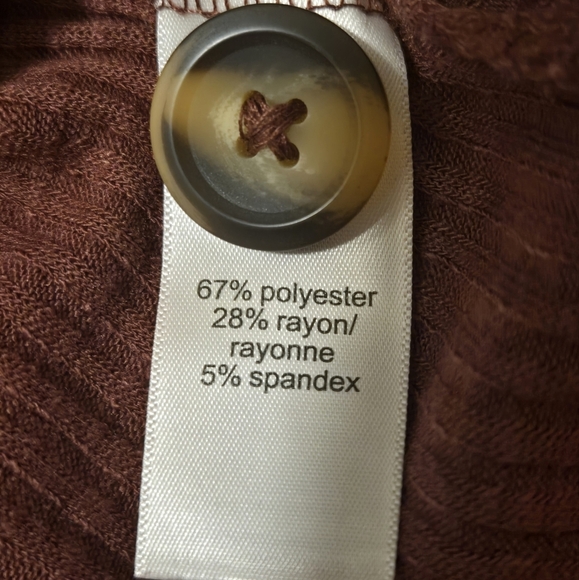 67% polyester
28% rayon/
rayonne
5% spandex